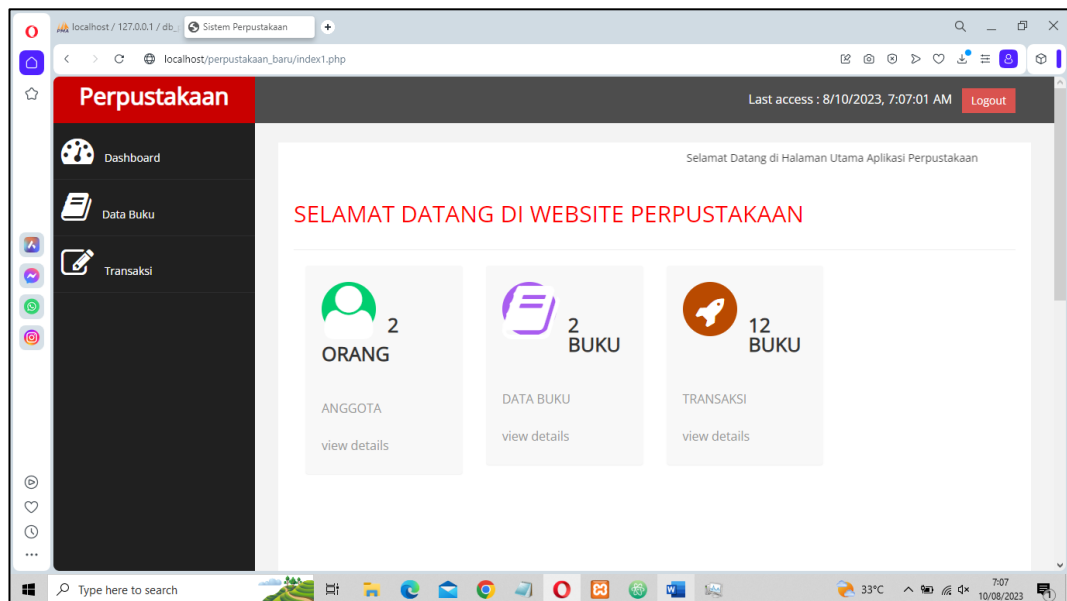 localhost / 127.0.0.1 / db_
Sistem Perpustakaan
localhost/perpustakaan_baru/index1.php
Perpustakaan
Last access : 8/10/2023, 7:07:01 AM
Logout
Dashboard
Data Buku
Transaksi
Selamat Datang di Halaman Utama Aplikasi Perpustakaan
SELAMAT DATANG DI WEBSITE PERPUSTAKAAN
2
ORANG
ANGGOTA
view details
2
BUKU
DATA BUKU
view details
12
BUKU
TRANSAKSI
view details
Type here to search
33°C
7:07
10/08/2023